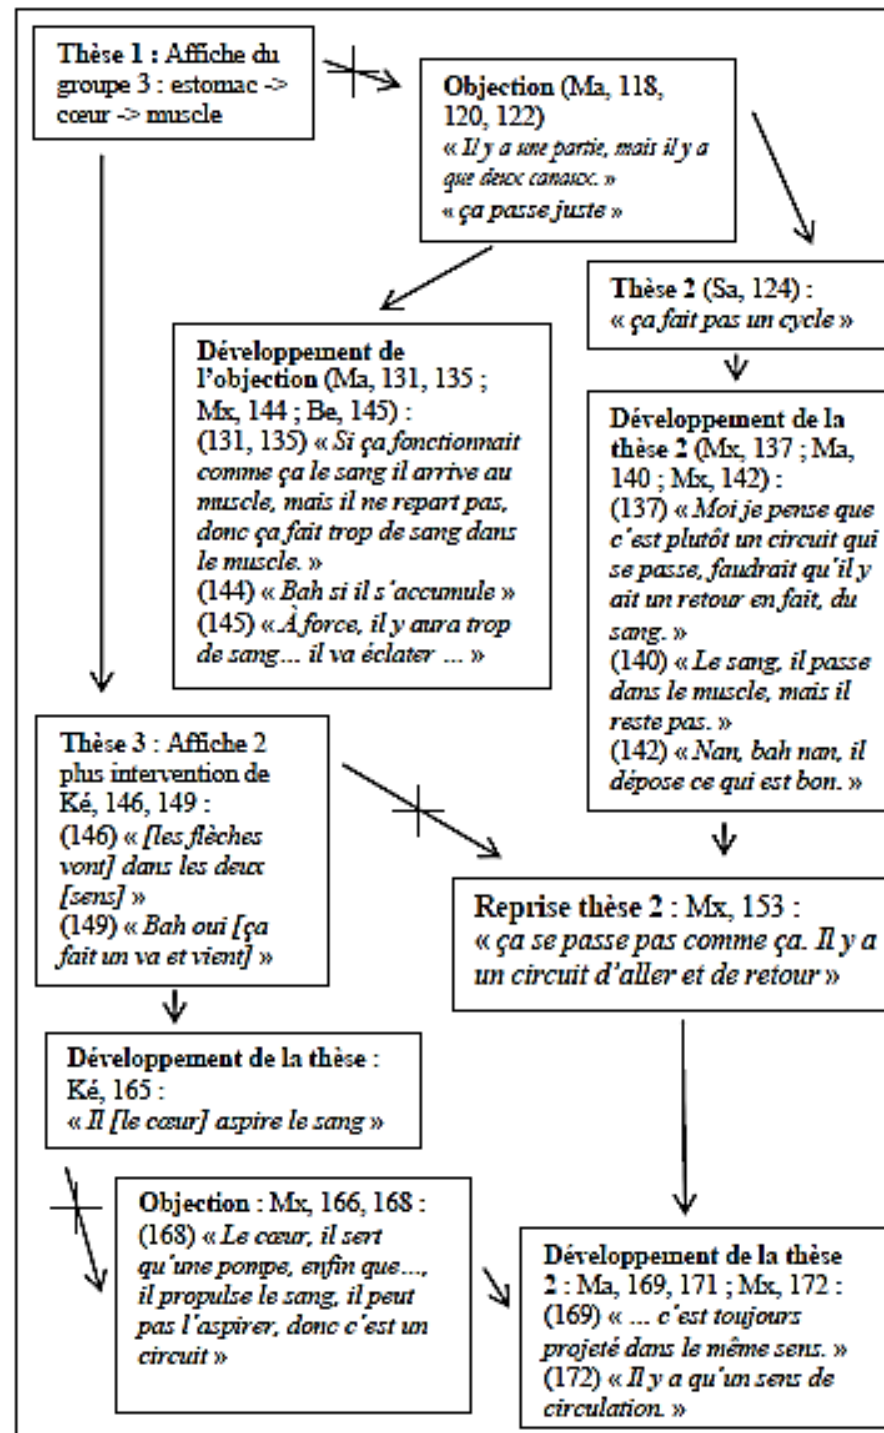 Thèse 1 : Affiche du
groupe 3 : estomac ->
cœur -> muscle
Objection (Ma, 118,
120, 122)
« Il y a une partie, mais il y a
que deux canaux. »
« ça passe juste »
Thèse 2 (Sa, 124) :
« ça fait pas un cycle »
Développement de
l'objection (Ma, 131, 135 ;
Mx, 144 ; Be, 145) :
(131, 135) « Si ça fonctionnait
comme ça le sang il arrive au
muscle, mais il ne repart pas,
donc ça fait trop de sang dans
le muscle. »
(144) « Bah si il s'accumule »
(145) « À force, il y aura trop
de sang... il va éclater ... »
Développement de la
thèse 2 (Mx, 137 ; Ma,
140 ; Mx, 142) :
(137) « Moi je pense que
c'est plutôt un circuit qui
se passe, faudrait qu'il y
ait un retour en fait, du
sang. »
(140) « Le sang, il passe
dans le muscle, mais il
reste pas. »
(142) « Nan, bah nan, il
dépose ce qui est bon. »
Thèse 3 : Affiche 2
plus intervention de
Ké, 146, 149 :
(146) « [les flèches
vont] dans les deux
[sens] »
(149) « Bah oui [ça
fait un va et vient] »
Reprise thèse 2 : Mx, 153 :
« ça se passe pas comme ça. Il y a
un circuit d'aller et de retour »
Développement de la thèse :
Ké, 165 :
« Il [le cœur] aspire le sang »
Objection : Mx, 166, 168 :
(168) « Le cœur, il sert
qu'une pompe, enfin que...,
il propulse le sang, il peut
pas l'aspirer, donc c'est un
circuit »
Développement de la thèse
2 : Ma, 169, 171 ; Mx, 172 :
(169) « ... c'est toujours
projeté dans le même sens. »
(172) « Il y a qu'un sens de
circulation. »